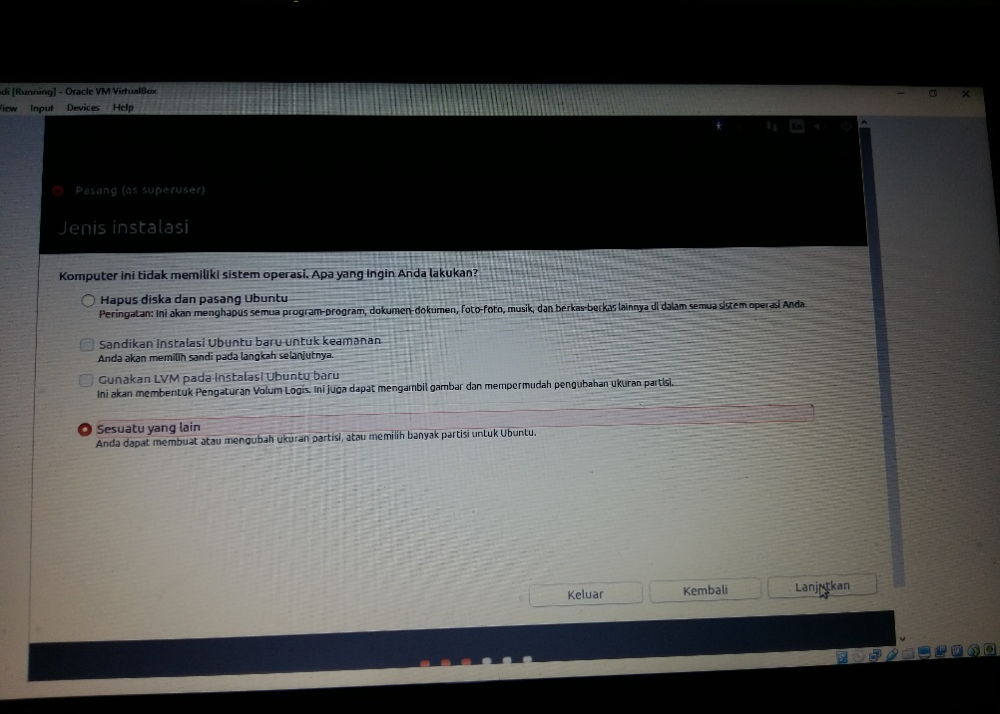 di [Running] - Oracle VM VirtualBox
View Input Devices Help
Pasang (as superuser)
Jenis instalasi
Komputer ini tidak memiliki sistem operasi. Apa yang ingin Anda lakukan?
Hapus diska dan pasang Ubuntu
Peringatan: Ini akan menghapus semua program-program, dokumen-dokumen, foto-foto, musik, dan berkas-berkas lainnya di dalam semua sistem operasi Anda.
Sandikan instalasi Ubuntu baru untuk keamanan
Anda akan memilih sandi pada langkah selanjutnya.
Gunakan LVM pada instalasi Ubuntu baru
Ini akan membentuk Pengaturan Volum Logis. Ini juga dapat mengambil gambar dan mempermudah pengubahan ukuran partisi.
Sesuatu yang lain
Anda dapat membuat atau mengubah ukuran partisi, atau memilih banyak partisi untuk Ubuntu.
Keluar Kembali Lanjutkan